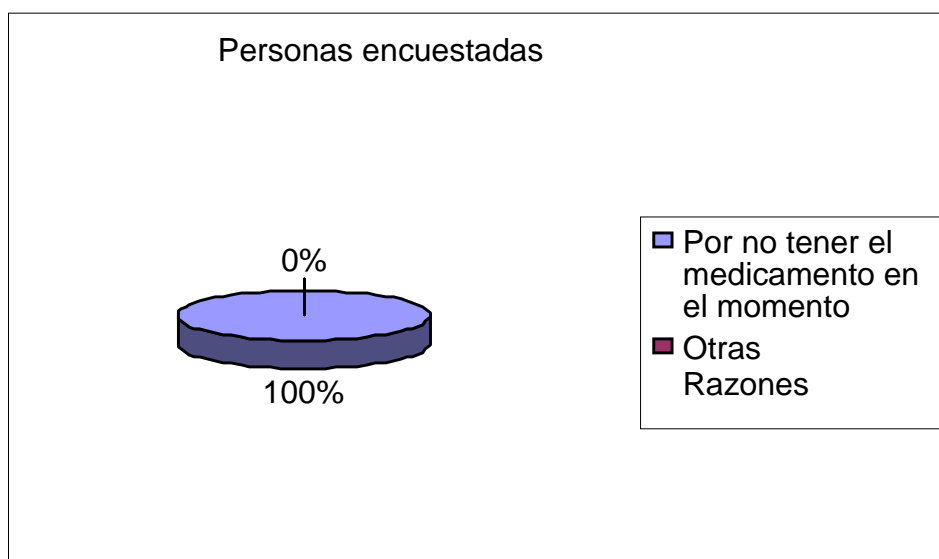 Personas encuestadas
0%
100%
Por no tener el
medicamento en
el momento
Otras
Razones